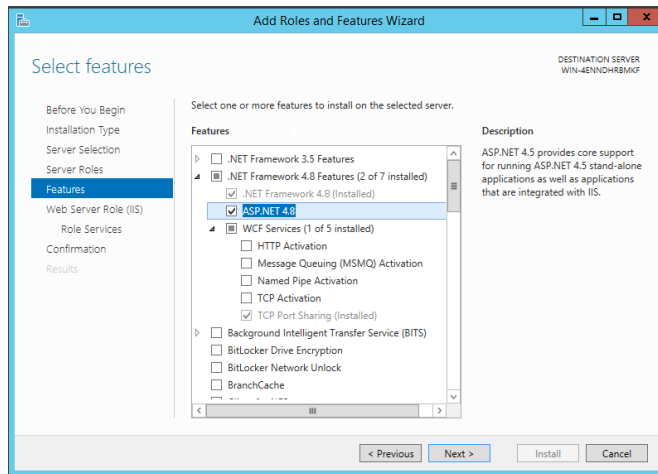 Add Roles and Features Wizard
Select features
DESTINATION SERVER
WIN-4ENNDHRBMKF
Before You Begin
Installation Type
Server Selection
Server Roles
Features
Web Server Role (IIS)
Role Services
Confirmation
Results
Select one or more features to install on the selected server.
Features
.NET Framework 3.5 Features
.NET Framework 4.8 Features (2 of 7 installed)
.NET Framework 4.8 (Installed)
ASP.NET 4.8
WCF Services (1 of 5 installed)
HTTP Activation
Message Queuing (MSMQ) Activation
Named Pipe Activation
TCP Activation
TCP Port Sharing (Installed)
Background Intelligent Transfer Service (BITS)
BitLocker Drive Encryption
BitLocker Network Unlock
BranchCache
Description
ASP.NET 4.5 provides core support
for running ASP.NET 4.5 stand-alone
applications as well as applications
that are integrated with IIS.
< Previous
Next >
Install
Cancel